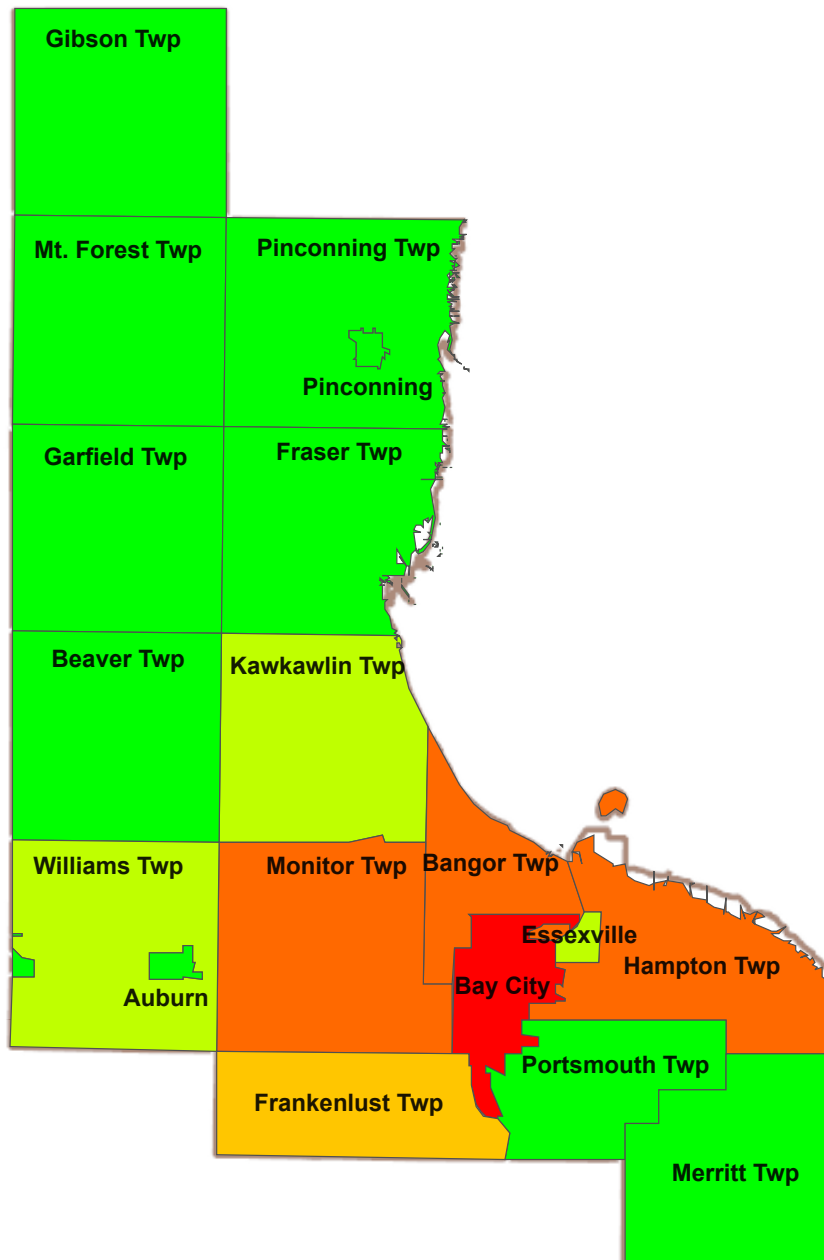 Gibson Twp
Mt. Forest Twp
Pinconning Twp
Pinconning
Garfield Twp
Fraser Twp
Beaver Twp
Kawkawlin Twp
Williams Twp
Monitor Twp
Bangor Twp
Essexville
Hampton Twp
Bay City
Auburn
Portsmouth Twp
Frankenlust Twp
Merritt Twp